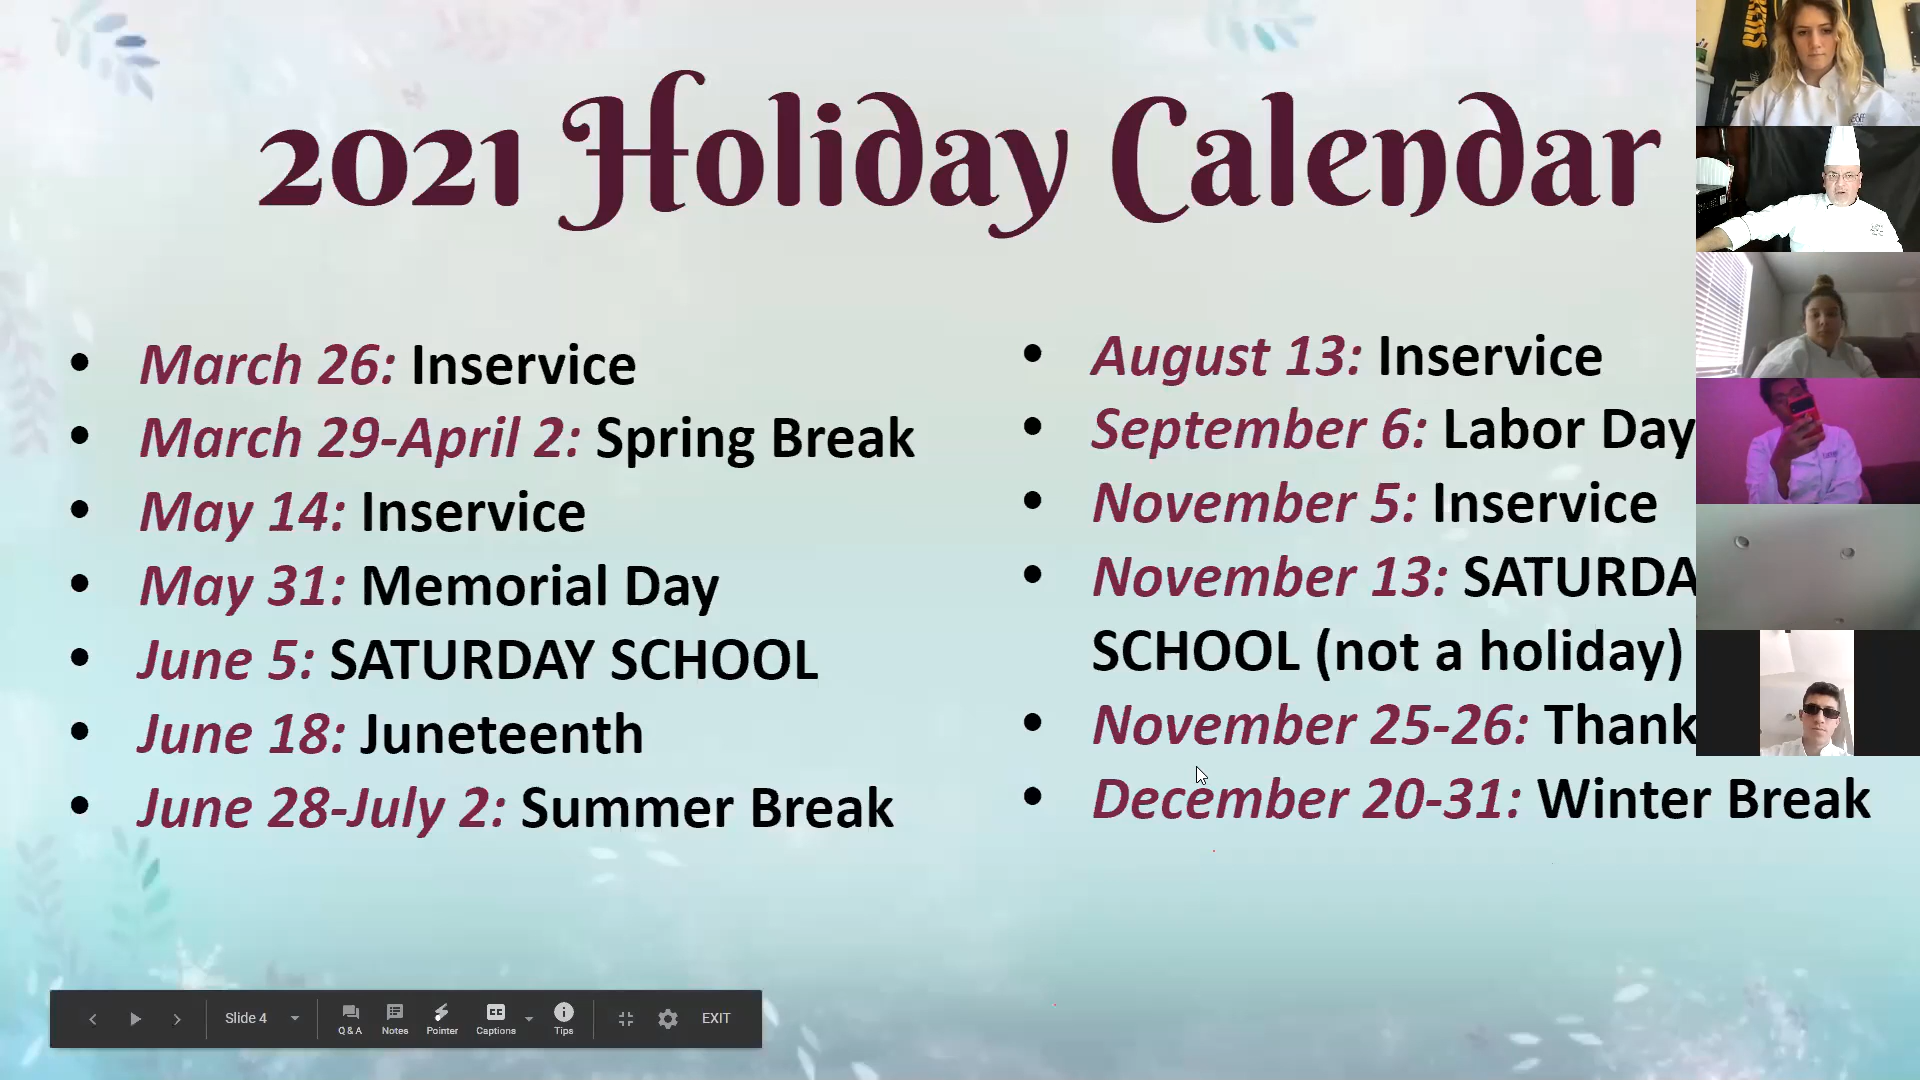 2021 Holiday Calendar
• March 26: Inservice
• March 29-April 2: Spring Break
• May 14: Inservice
• May 31: Memorial Day
• June 5: SATURDAY SCHOOL
• June 18: Juneteenth
• June 28-July 2: Summer Break
• August 13: Inservice
• September 6: Labor Day
• November 5: Inservice
• November 13: SATURDA
SCHOOL (not a holiday)
• November 25-26: Thank
• December 20-31: Winter Break
Slide 4
Q & A
Notes
Pointer
Captions
Tips
EXIT